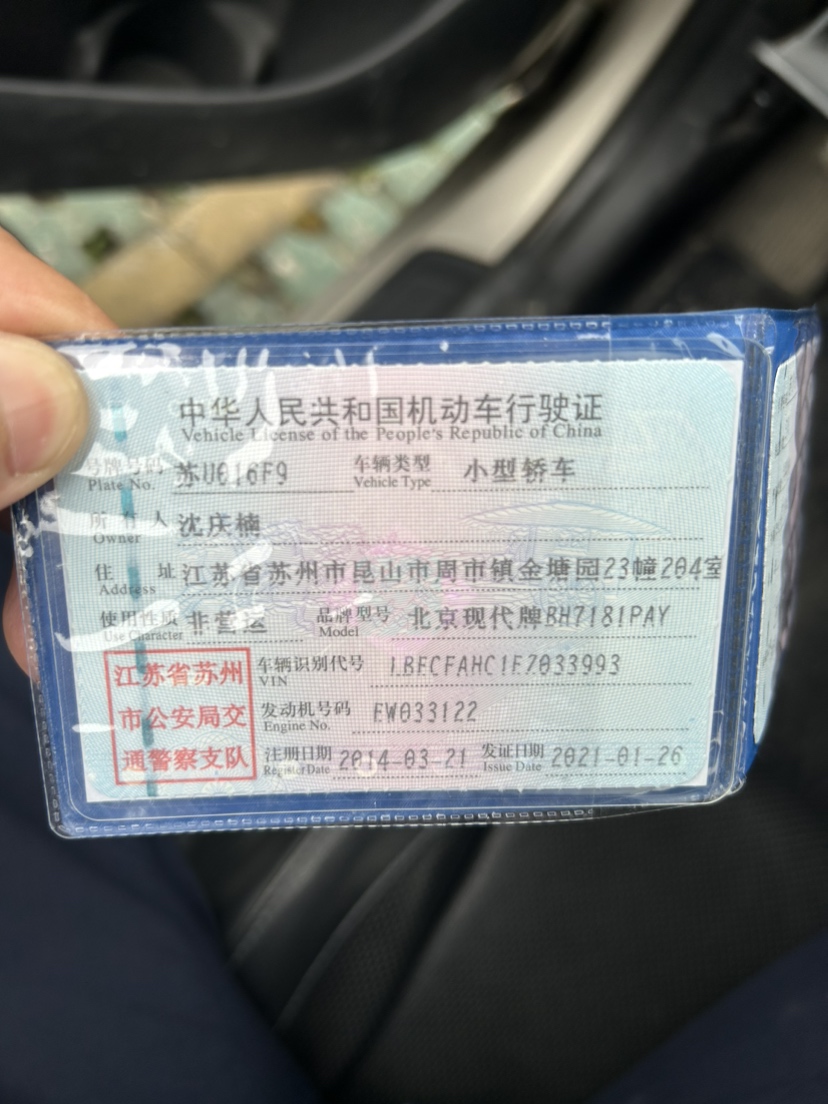 中华人民共和国机动车行驶证
Vehicle License of the People's Republic of China
号牌号码 苏U016F9 车辆类型 小型轿车
Plate No. Vehicle Type
所有人 沈庆楠
Owner
住址 江苏省苏州市昆山市周市镇金塘园23幢204室
Address
使用性质 非营运 品牌型号 北京现代牌BH7181PAY
Use Character Model
江苏省苏州
市公安局交
通警察支队
车辆识别代号 LBECFAHC1EZ033993
VIN
发动机号码 EW033122
Engine No.
注册日期 2014-03-21 发证日期 2021-01-26
Register Date Issue Date